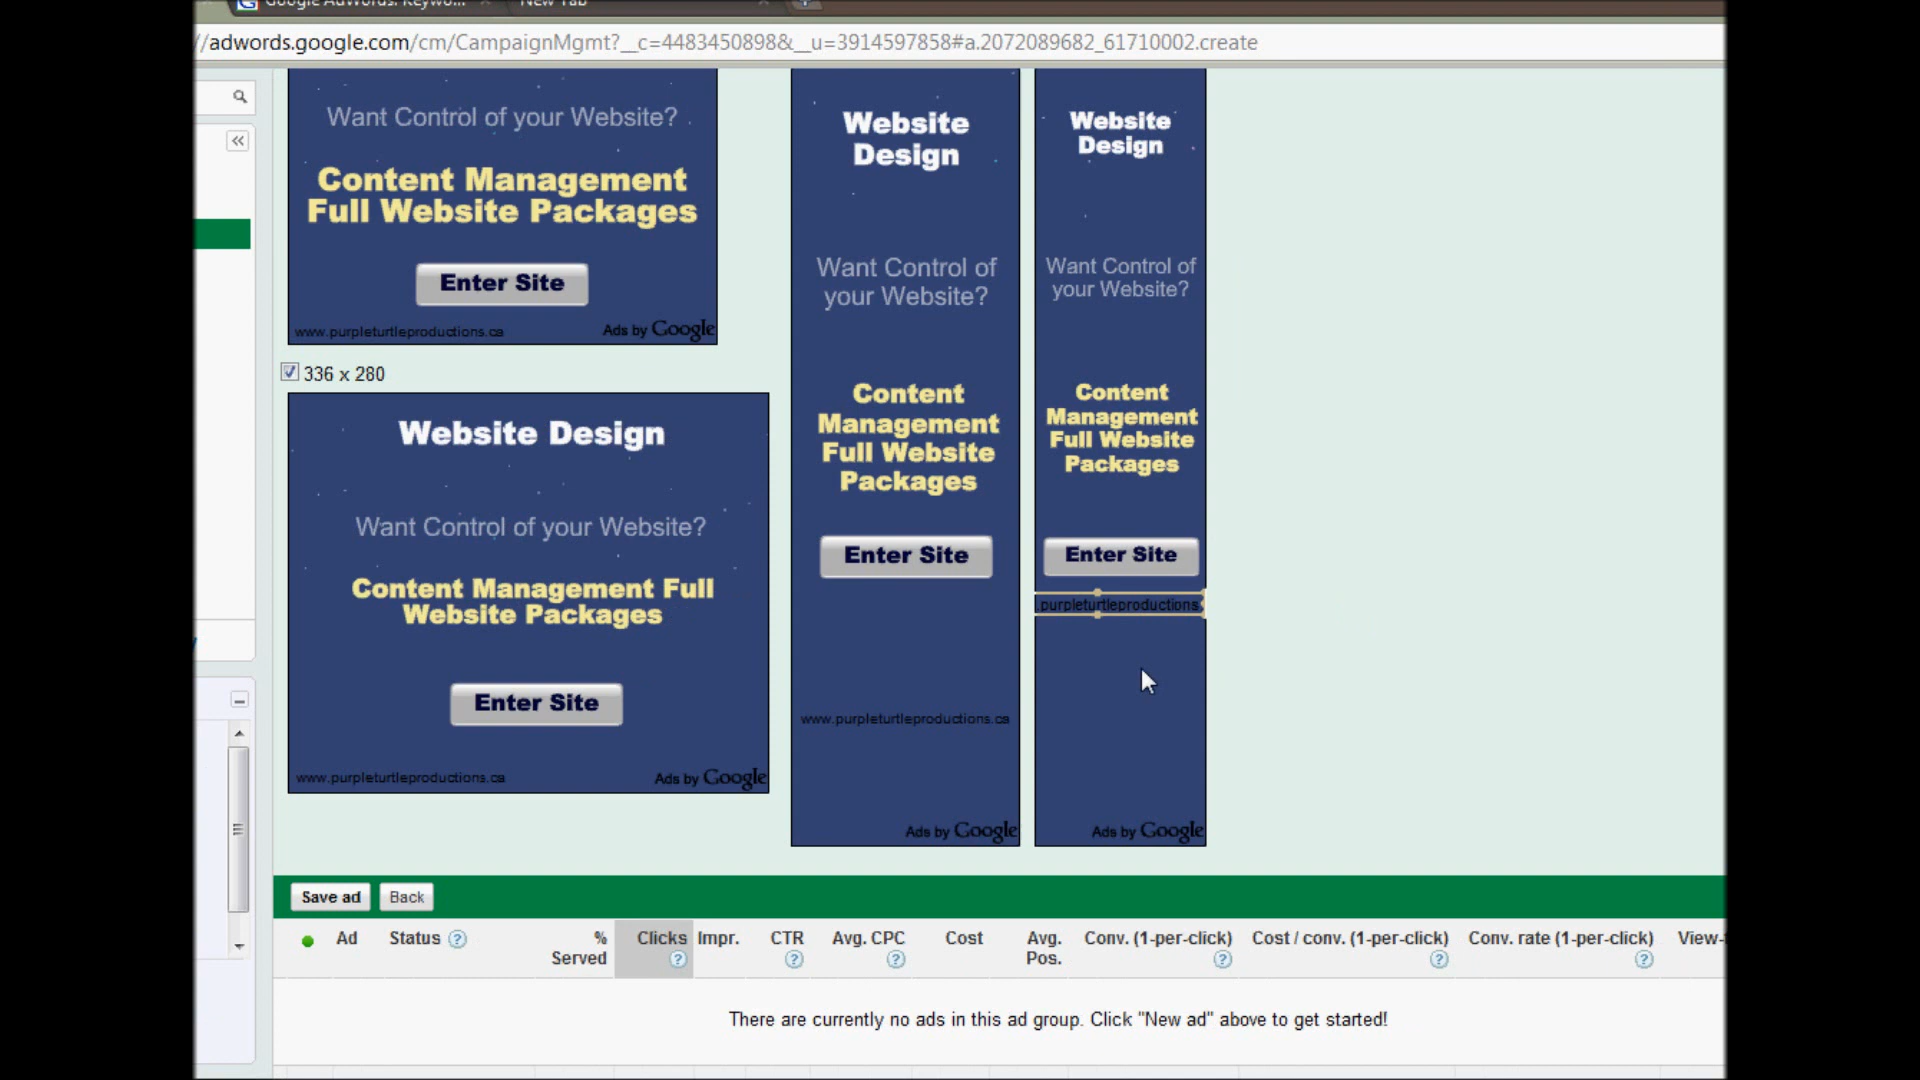 Google AdWords: Keywo...
New Tab
//adwords.google.com/cm/CampaignMgmt?__c=4483450898&__u=3914597858#a.2072089682_61710002.create
Want Control of your Website?
Content Management
Full Website Packages
Enter Site
www.purpleturtleproductions.ca
Ads by Google
336 x 280
Website Design
Want Control of your Website?
Content Management Full
Website Packages
Enter Site
www.purpleturtleproductions.ca
Ads by Google
Website
Design
Want Control of
your Website?
Content
Management
Full Website
Packages
Enter Site
www.purpleturtleproductions.ca
Ads by Google
Website
Design
Want Control of
your Website?
Content
Management
Full Website
Packages
Enter Site
.purpleturtleproductions.
Ads by Google
Save ad
Back
Ad
Status ?
%
Served
Clicks
?
Impr.
CTR
?
Avg. CPC
?
Cost
Avg.
Pos.
Conv. (1-per-click)
?
Cost / conv. (1-per-click)
?
Conv. rate (1-per-click)
?
View-
There are currently no ads in this ad group. Click "New ad" above to get started!